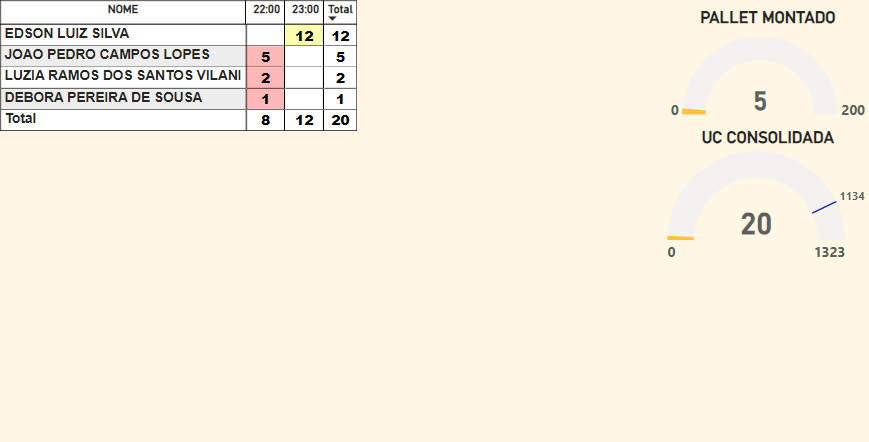 NOME 22:00 23:00 Total
EDSON LUIZ SILVA 12 12
JOAO PEDRO CAMPOS LOPES 5 5
LUZIA RAMOS DOS SANTOS VILANI 2 2
DEBORA PEREIRA DE SOUSA 1 1
Total 8 12 20
PALLET MONTADO
0 5 200
UC CONSOLIDADA
1134
20
0 1323